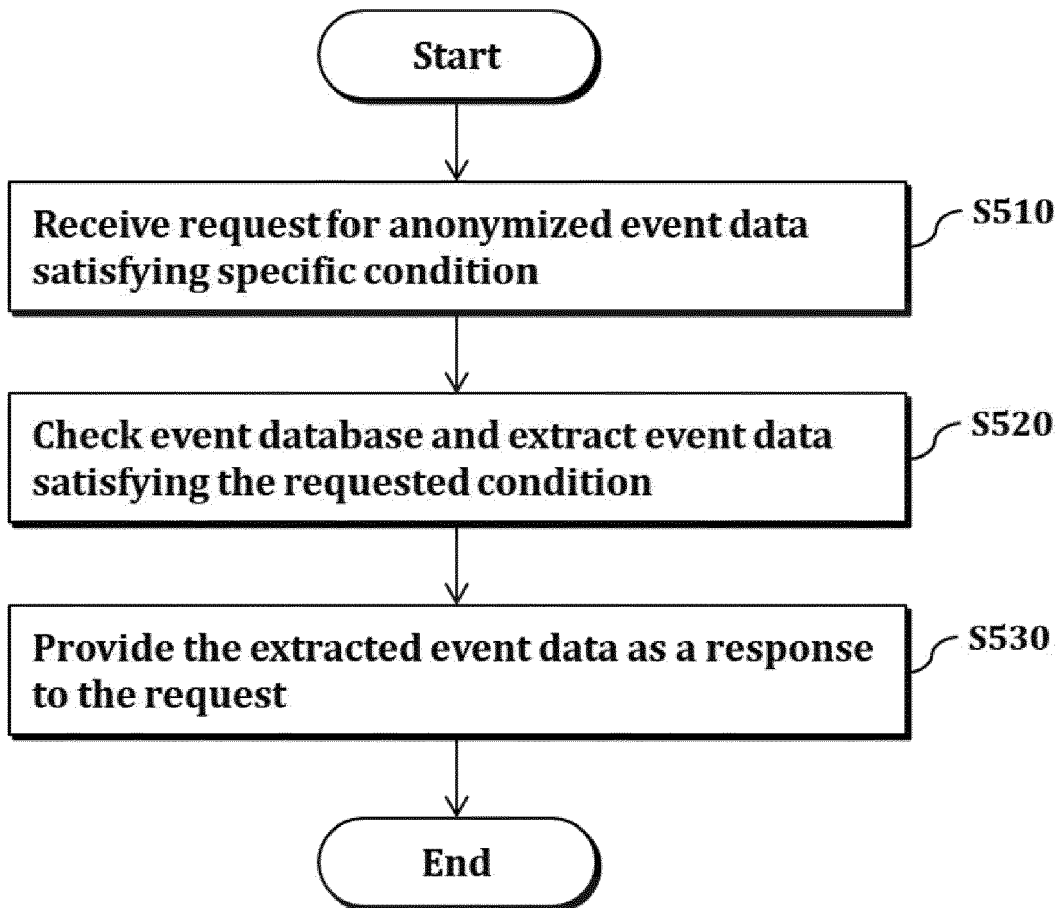 Start
Receive request for anonymized event data
satisfying specific condition
S510
Check event database and extract event data
satisfying the requested condition
S520
Provide the extracted event data as a response
to the request
S530
End